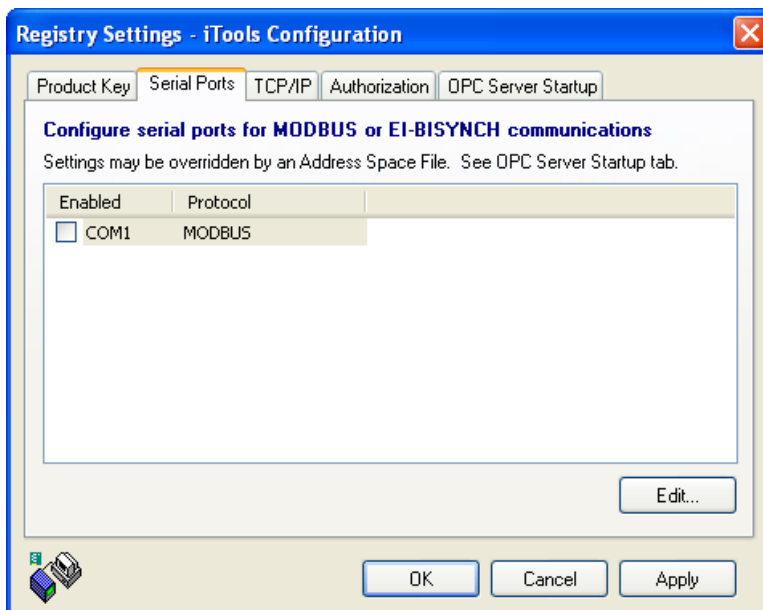 Registry Settings - iTools Configuration
Product Key Serial Ports TCP/IP Authorization OPC Server Startup
Configure serial ports for MODBUS or EI-BISYNCH communications
Settings may be overridden by an Address Space File. See OPC Server Startup tab.
Enabled Protocol
COM1 MODBUS
Edit...
OK Cancel Apply